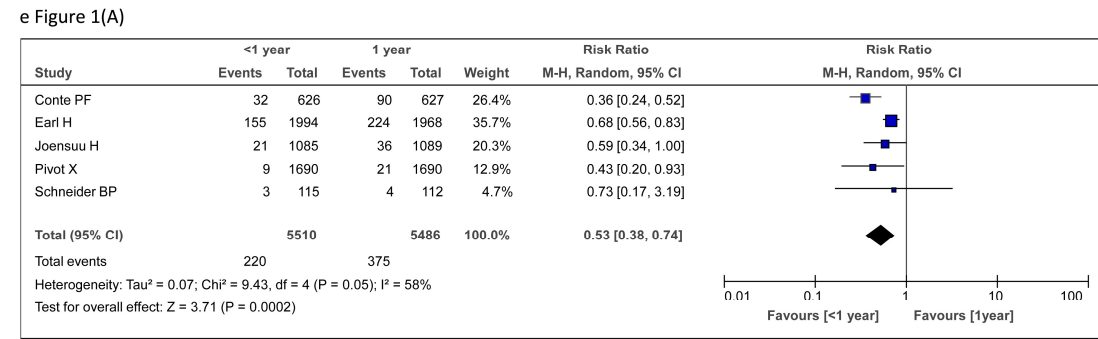 e Figure 1(A)
<1 year 1 year Risk Ratio Risk Ratio
Study Events Total Events Total Weight M-H, Random, 95% CI M-H, Random, 95% CI
Conte PF 32 626 90 627 26.4% 0.36 [0.24, 0.52]
Earl H 155 1994 224 1968 35.7% 0.68 [0.56, 0.83]
Joensuu H 21 1085 36 1089 20.3% 0.59 [0.34, 1.00]
Pivot X 9 1690 21 1690 12.9% 0.43 [0.20, 0.93]
Schneider BP 3 115 4 112 4.7% 0.73 [0.17, 3.19]
Total (95% CI) 5510 5486 100.0% 0.53 [0.38, 0.74]
Total events 220 375
Heterogeneity: Tau² = 0.07; Chi² = 9.43, df = 4 (P = 0.05); I² = 58%
Test for overall effect: Z = 3.71 (P = 0.0002)
0.01 0.1 1 10 100
Favours [<1 year] Favours [1year]